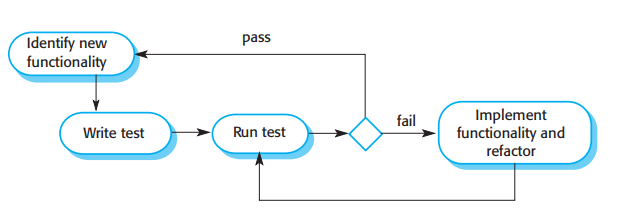 Identify new
functionality
pass
Write test
Run test
fail
Implement
functionality and
refactor